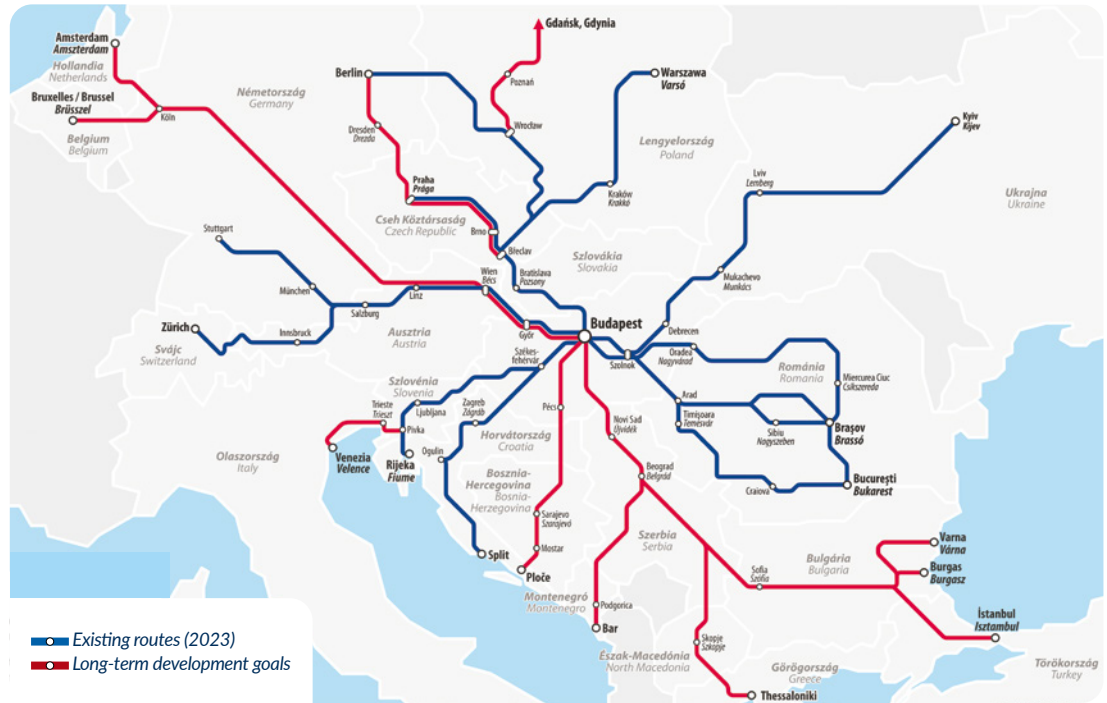 Gdańsk, Gdynia
Amsterdam
Amszterdam
Hollandia
Netherlands
Berlin
Poznań
Warszawa
Varsó
Bruxelles / Brussel
Brüsszel
Németország
Germany
Köln
Kyiv
Kijev
Belgium
Belgium
Dresden
Drezda
Wrocław
Lengyelország
Poland
Praha
Prága
Kraków
Krakkó
Lviv
Lemberg
Ukrajna
Ukraine
Cseh Köztársaság
Czech Republic
Brno
Stuttgart
Břeclav
Szlovákia
Slovakia
Wien
Bécs
Bratislava
Pozsony
Mukachevo
Munkács
München
Linz
Salzburg
Zürich
Innsbruck
Ausztria
Austria
Győr
Budapest
Debrecen
Svájc
Switzerland
Székes-
fehérvár
Szolnok
Oradea
Nagyvárad
Románia
Romania
Miercurea Ciuc
Csíkszereda
Szlovénia
Slovenia
Trieste
Trieszt
Ljubljana
Zagreb
Zágráb
Pécs
Arad
Pivka
Novi Sad
Újvidék
Timișoara
Temesvár
Sibiu
Nagyszeben
Brașov
Brassó
Horvátország
Croatia
Ogulin
Olaszország
Italy
Venezia
Velence
Rijeka
Fiume
Bosznia-
Hercegovina
Bosnia-
Herzegovina
Beograd
Belgrád
Craiova
București
Bukarest
Sarajevo
Szarajevó
Szerbia
Serbia
Mostar
Split
Varna
Várna
Bulgária
Bulgaria
Ploče
Sofia
Szófia
Burgas
Burgasz
Montenegró
Montenegro
Podgorica
Bar
İstanbul
Isztambul
Existing routes (2023)
Long-term development goals
Skopje
Szkopje
Észak-Macedónia
North Macedonia
Görögország
Greece
Törökország
Turkey
Thessaloniki